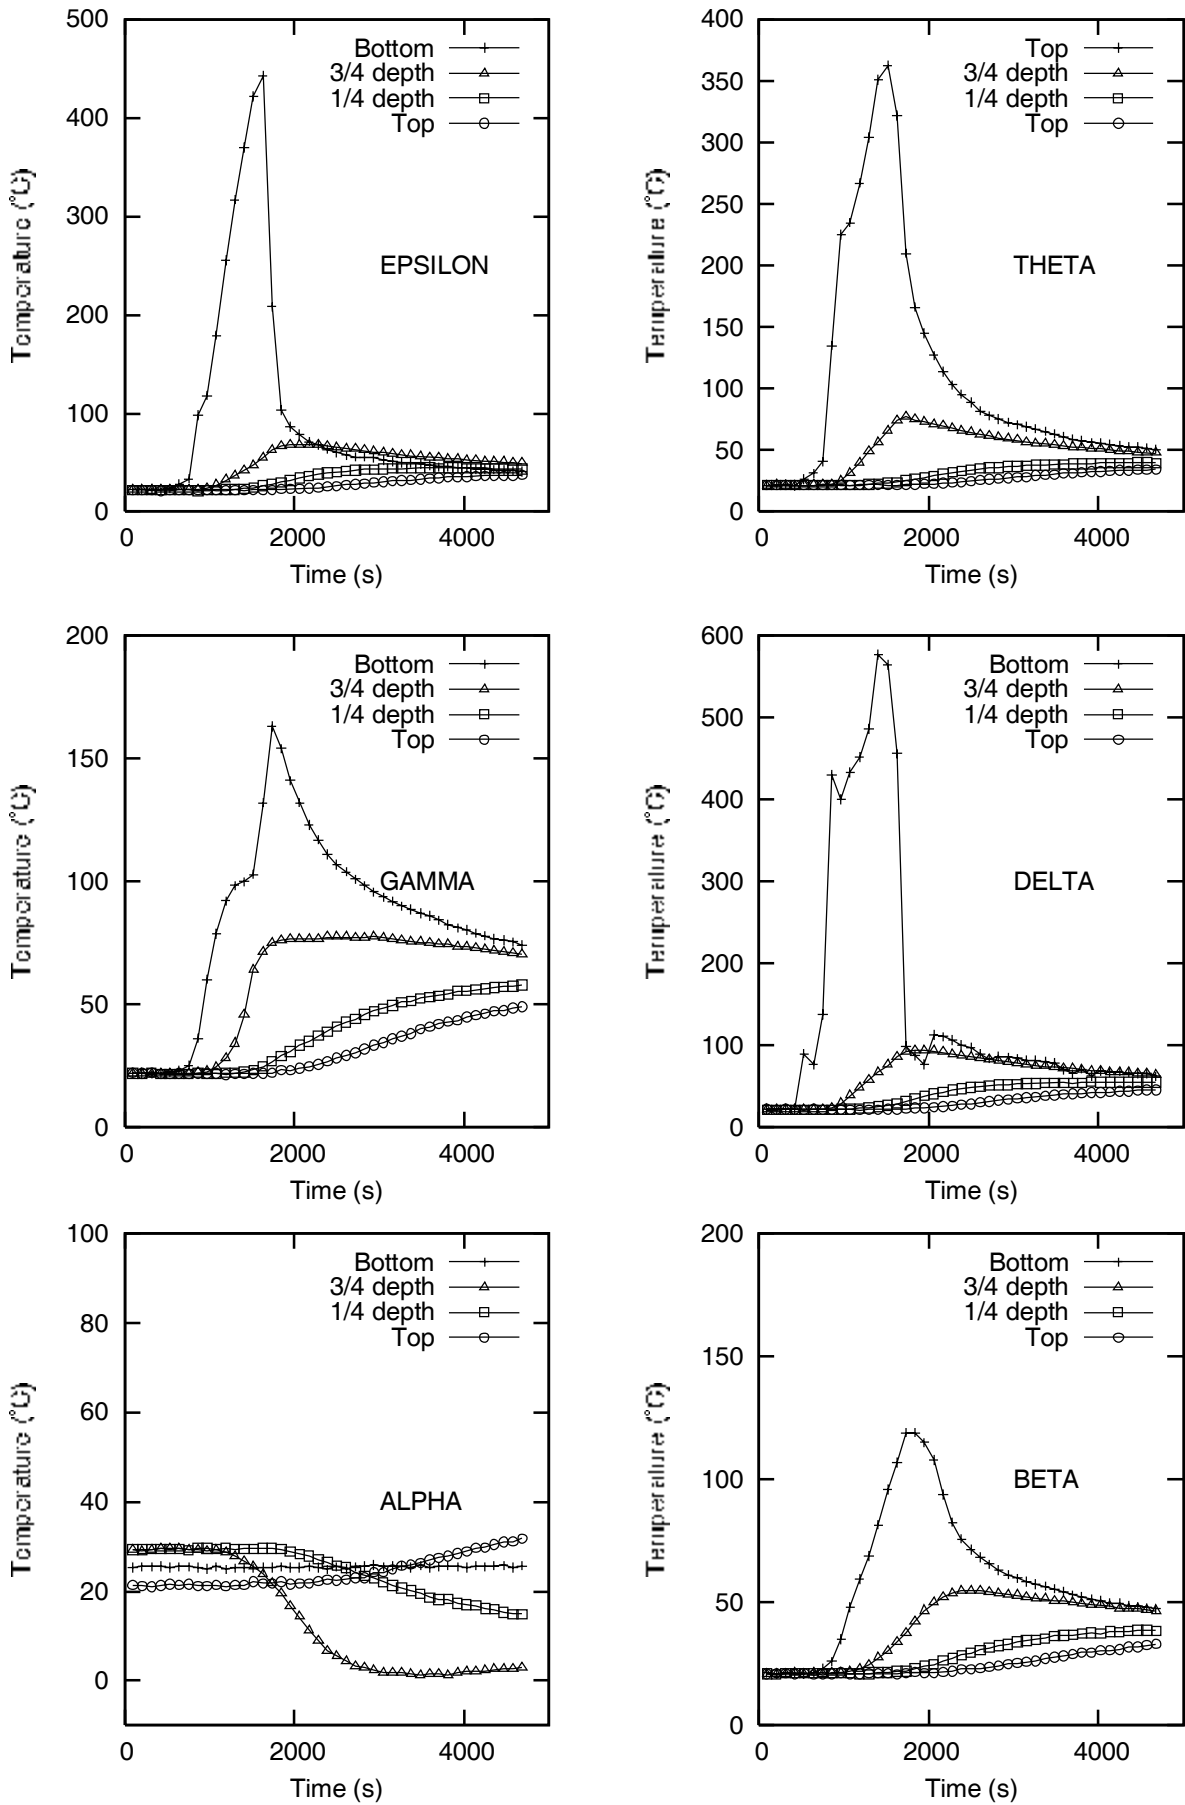 500
400
300
200
100
0
0 2000 4000
Time (s)
Temperature (°C)
Bottom
3/4 depth
1/4 depth
Top
EPSILON
400
350
300
250
200
150
100
50
0
0 2000 4000
Time (s)
Temperature (°C)
Top
3/4 depth
1/4 depth
Top
THETA
200
150
100
50
0
0 2000 4000
Time (s)
Temperature (°C)
Bottom
3/4 depth
1/4 depth
Top
GAMMA
600
500
400
300
200
100
0
0 2000 4000
Time (s)
Temperature (°C)
Bottom
3/4 depth
1/4 depth
Top
DELTA
100
80
60
40
20
0
0 2000 4000
Time (s)
Temperature (°C)
Bottom
3/4 depth
1/4 depth
Top
ALPHA
200
150
100
50
0
0 2000 4000
Time (s)
Temperature (°C)
Bottom
3/4 depth
1/4 depth
Top
BETA